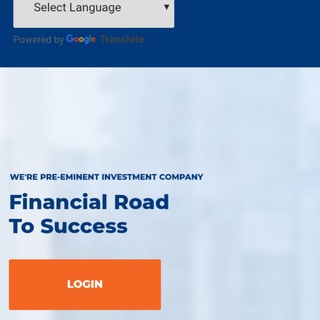 Select Language ▼
Powered by Google Translate
WE'RE PRE-EMINENT INVESTMENT COMPANY
Financial Road
To Success
LOGIN